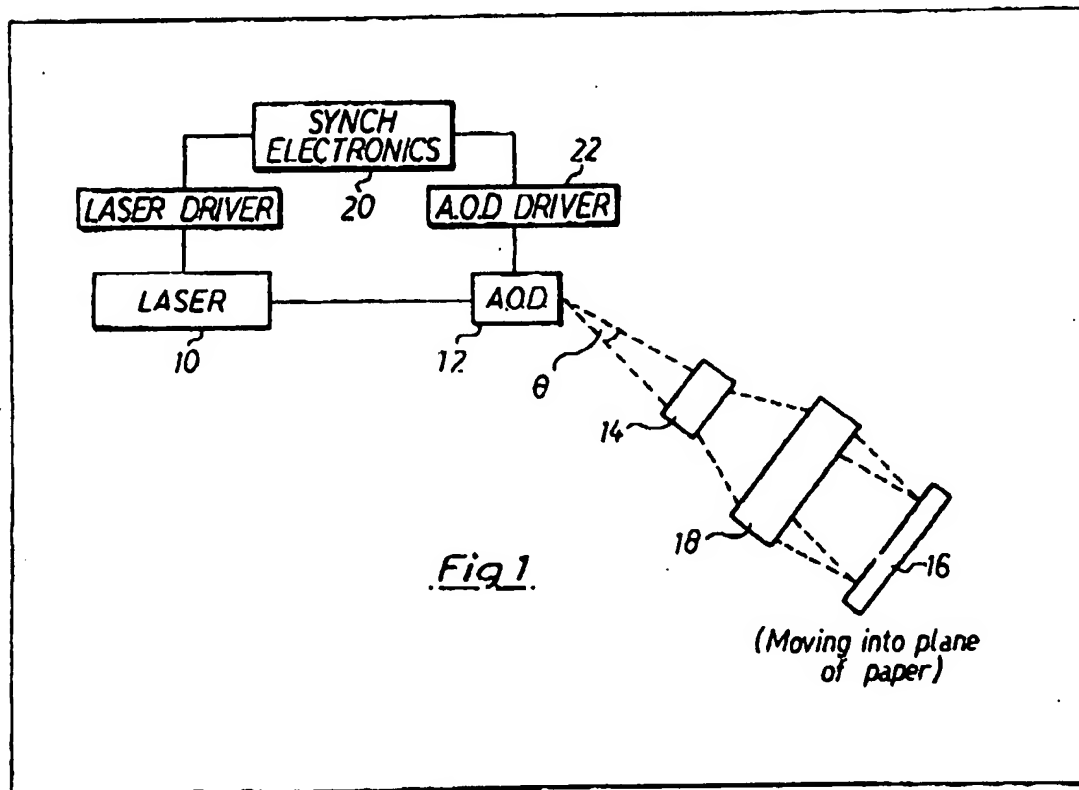 SYNCH
ELECTRONICS
20
22
LASER DRIVER
A.O.D DRIVER
LASER
A.O.D.
10
12
θ
14
18
16
Fig 1
(Moving into plane
of paper)